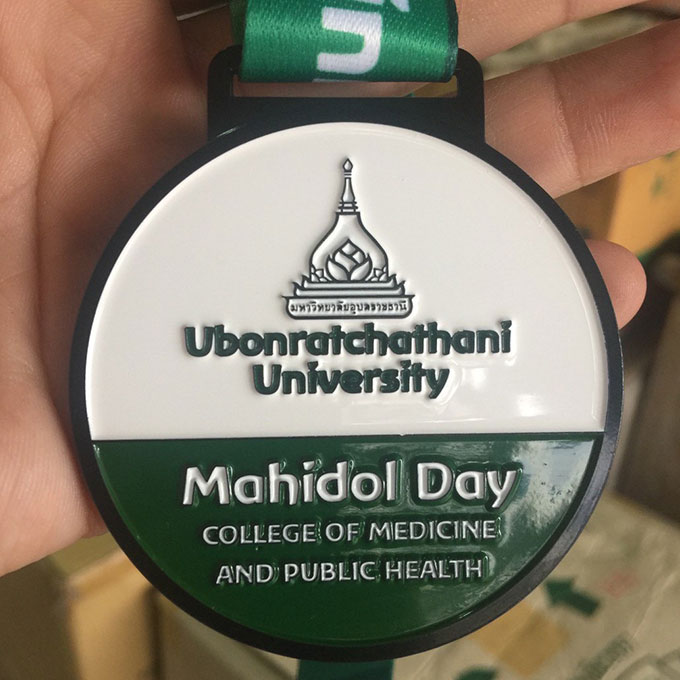 มหาวิทยาลัยอุบลราชธานี
Ubonratchathani
University
Mahidol Day
COLLEGE OF MEDICINE
AND PUBLIC HEALTH